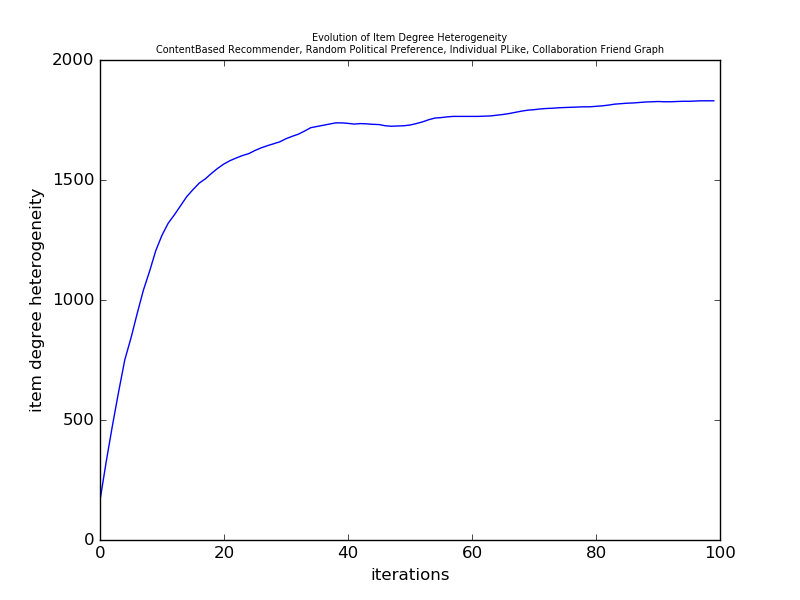 Evolution of Item Degree Heterogeneity
ContentBased Recommender, Random Political Preference, Individual PLike, Collaboration Friend Graph
2000
1500
1000
500
0
item degree heterogeneity
0 20 40 60 80 100
iterations